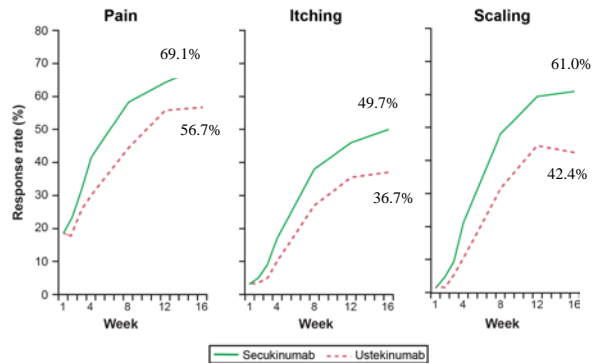 Pain
Itching
Scaling
Response rate (%)
80
70
60
50
40
30
20
10
0
69.1%
56.7%
49.7%
36.7%
61.0%
42.4%
1 4 8 12 16
1 4 8 12 16
1 4 8 12 16
Week
Week
Week
Secukinumab Ustekinumab